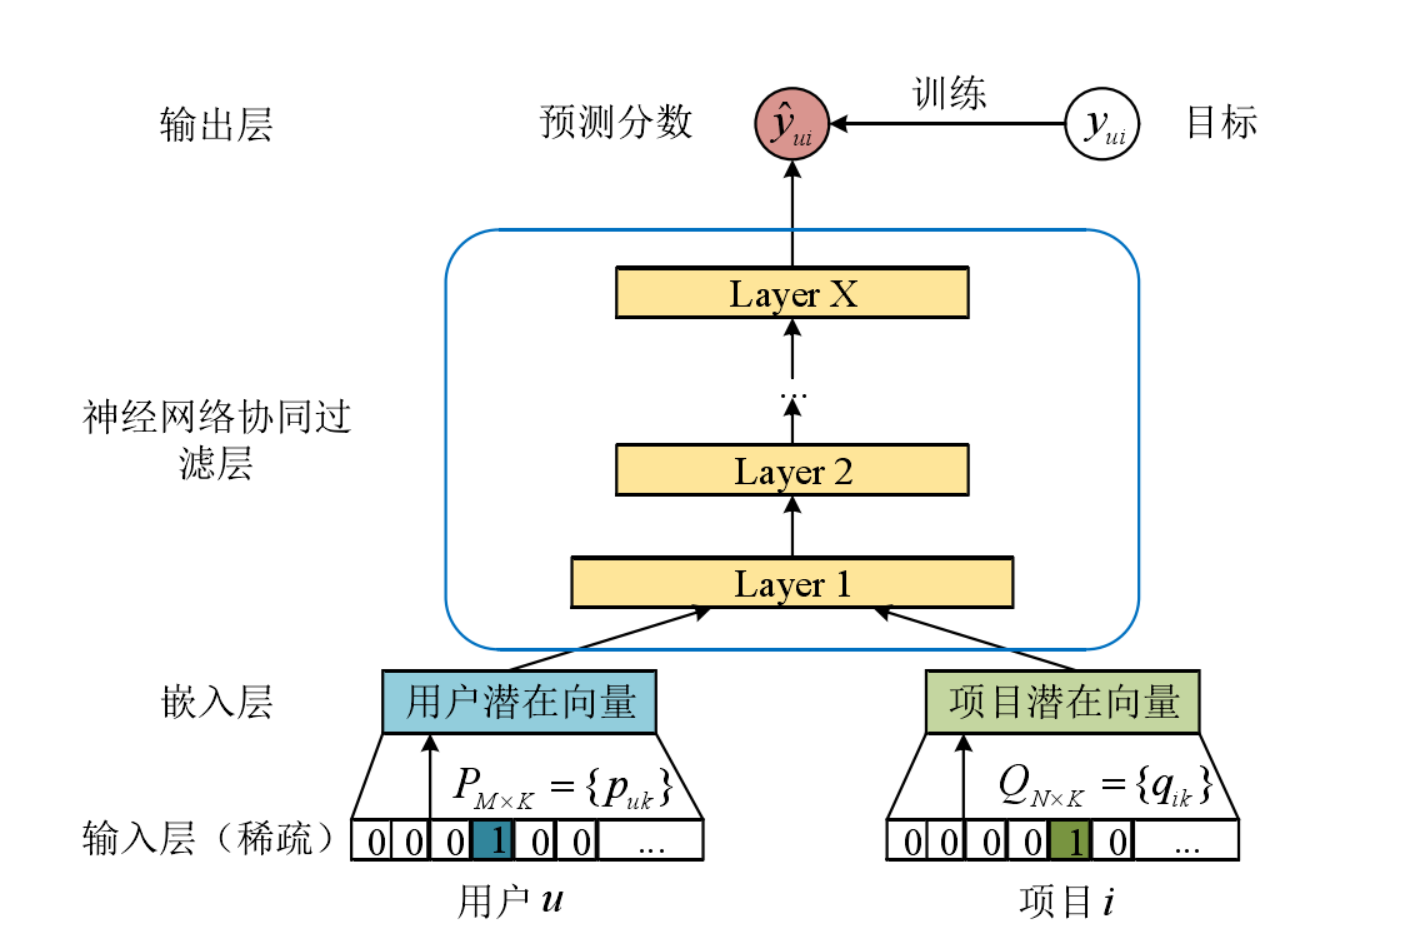 输出层 预测分数 ŷui 训练 yui 目标
Layer X
...
神经网络协同过
滤层
Layer 2
Layer 1
嵌入层 用户潜在向量 项目潜在向量
PM×K = {puk} QN×K = {qik}
输入层（稀疏） 0 0 0 1 0 0 ... 0 0 0 0 1 0 ...
用户 u 项目 i